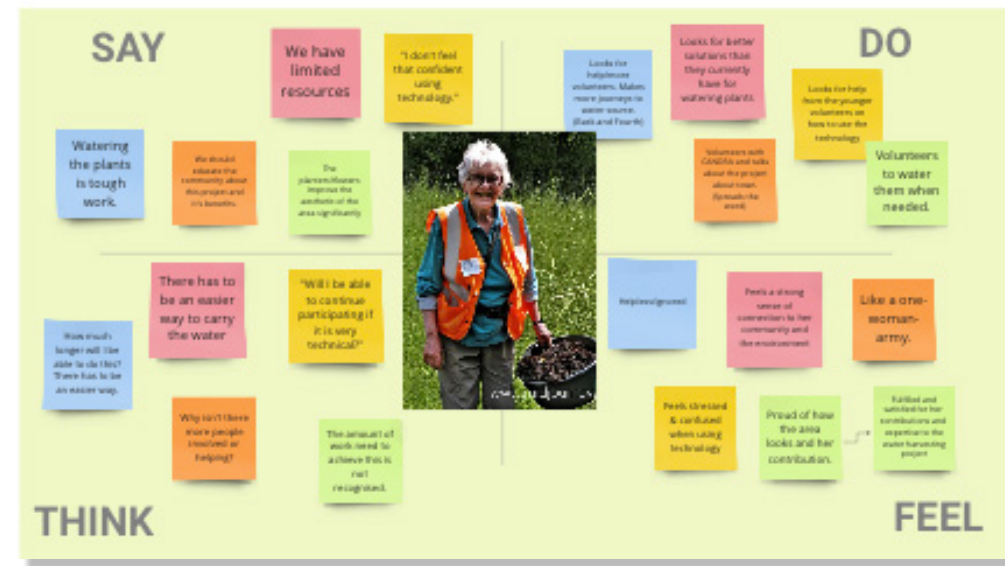 SAY
We have
limited
resources
"I don't feel
that confident
using
technology."
Watering
the plants
is tough
work.
We should
educate the
community about
this project and
it's benefits.
The
planters/rasters
improve the
aesthetic of the
area significantly
DO
Looks for
volunteers. Makes
more journeys to
water source.
(Back and Fourth)
Looks for better
solutions than
they currently
have for
watering plants
Looks for help
from the younger
volunteers on
how to use the
technology
Volunteers with
and talks
about the project
about town.
(Spreads the
word)
Volunteers
to water
them when
needed.
There has to
be an easier
way to carry
the water
"Will i be able
to continue
participating if
it is very
technical?"
How much
longer will I be
able to do this?
There has to be
an easier way.
Why isn't there
more people
involved or
helping?
The amount of
work need to
achieve this is
not
recognised.
THINK
Helpless/ignored
Feels a strong
sense of
connection to her
community and
the environment
Like a one-
woman-
army.
Feels stressed
& confused
when using
technology
Proud of how
the area
looks and her
contribution.
Fulfilled and
satisfied for her
contributions and
expertise to the
water harvesting
project
FEEL